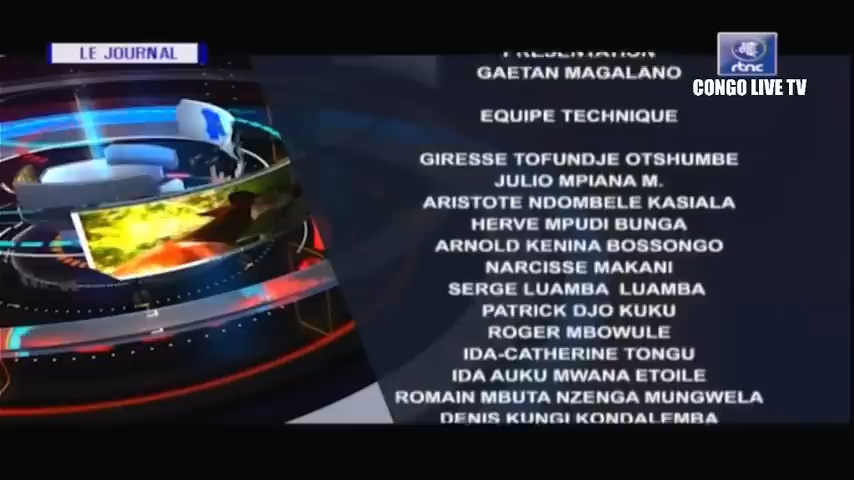 LE JOURNAL
rtnc
CONGO LIVE TV
PRESENTATION
GAETAN MAGALANO
EQUIPE TECHNIQUE
GIRESSE TOFUNDJE OTSHUMBE
JULIO MPIANA M.
ARISTOTE NDOMBELE KASIALA
HERVE MPUDI BUNGA
ARNOLD KENINA BOSSONGO
NARCISSE MAKANI
SERGE LUAMBA LUAMBA
PATRICK DJO KUKU
ROGER MBOWULE
IDA-CATHERINE TONGU
IDA AUKU MWANA ETOILE
ROMAIN MBUTA NZENGA MUNGWELA
DENIS KUNGI KONDALEMBA